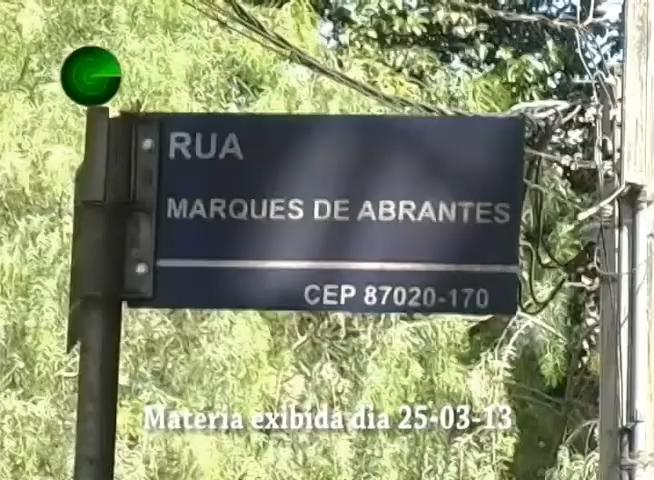 RUA
MARQUES DE ABRANTES
CEP 87020-170
Materia exibida dia 25-03-13